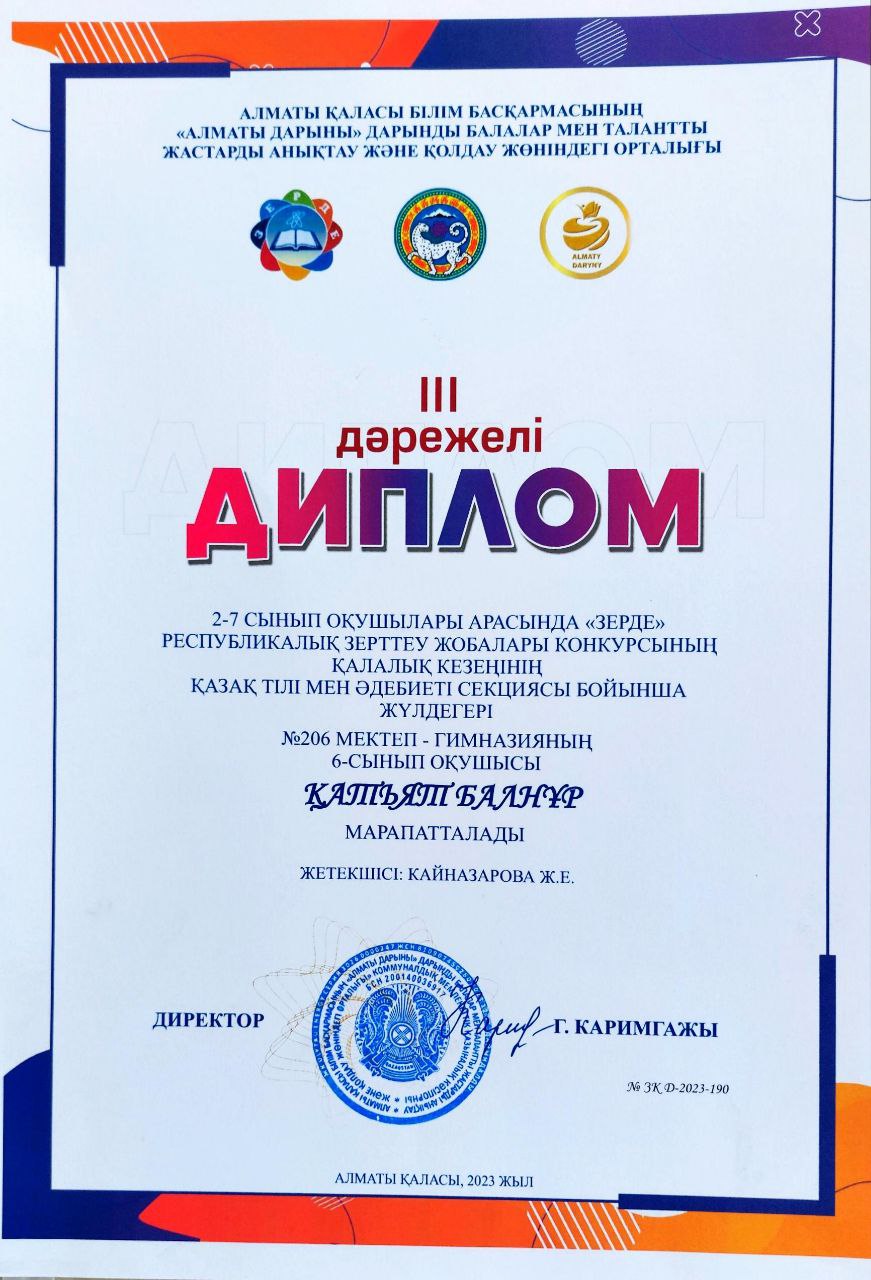 АЛМАТЫ ҚАЛАСЫ БІЛІМ БАСҚАРМАСЫНЫҢ
«АЛМАТЫ ДАРЫНЫ» ДАРЫНДЫ БАЛАЛАР МЕН ТАЛАНТТЫ
ЖАСТАРДЫ АНЫҚТАУ ЖӘНЕ ҚОЛДАУ ЖӨНІНДЕГІ ОРТАЛЫҒЫ
ЗЕРДЕ
ALMATY
DARYNY
III
дәрежелі
ДИПЛОМ
2-7 СЫНЫП ОҚУШЫЛАРЫ АРАСЫНДА «ЗЕРДЕ»
РЕСПУБЛИКАЛЫҚ ЗЕРТТЕУ ЖОБАЛАРЫ КОНКУРСЫНЫҢ
ҚАЛАЛЫҚ КЕЗЕҢІНІҢ
ҚАЗАҚ ТІЛІ МЕН ӘДЕБИЕТІ СЕКЦИЯСЫ БОЙЫНША
ЖҮЛДЕГЕРІ
№206 МЕКТЕП - ГИМНАЗИЯНЫҢ
6-СЫНЫП ОҚУШЫСЫ
ҚАТЬЯТ БАЛНҰР
МАРАПАТТАЛАДЫ
ЖЕТЕКШІСІ: КАЙНАЗАРОВА Ж.Е.
ДИРЕКТОР
Г. КАРИМГАЖЫ
№ ЗК D-2023-190
АЛМАТЫ ҚАЛАСЫ, 2023 ЖЫЛ